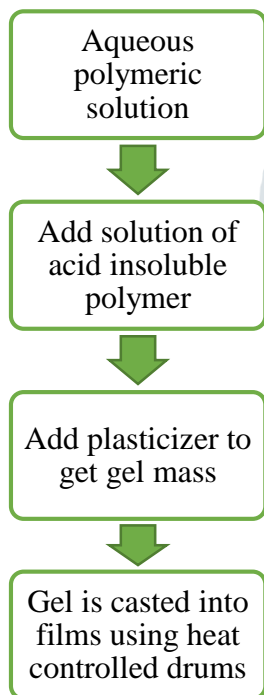 Aqueous
polymeric
solution
Add solution of
acid insoluble
polymer
Add plasticizer to
get gel mass
Gel is casted into
films using heat
controlled drums